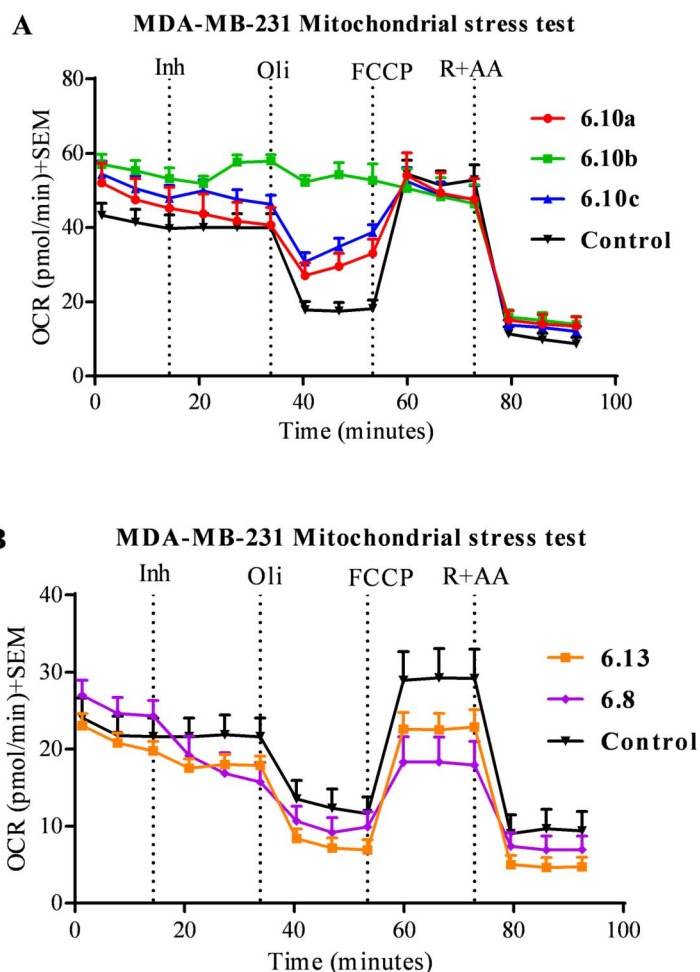 A
MDA-MB-231 Mitochondrial stress test
Inh Oli FCCP R+AA
OCR (pmol/min)+SEM
80
60
40
20
0
0 20 40 60 80 100
Time (minutes)
6.10a
6.10b
6.10c
Control
B
MDA-MB-231 Mitochondrial stress test
Inh Oli FCCP R+AA
OCR (pmol/min)+SEM
40
30
20
10
0
0 20 40 60 80 100
Time (minutes)
6.13
6.8
Control